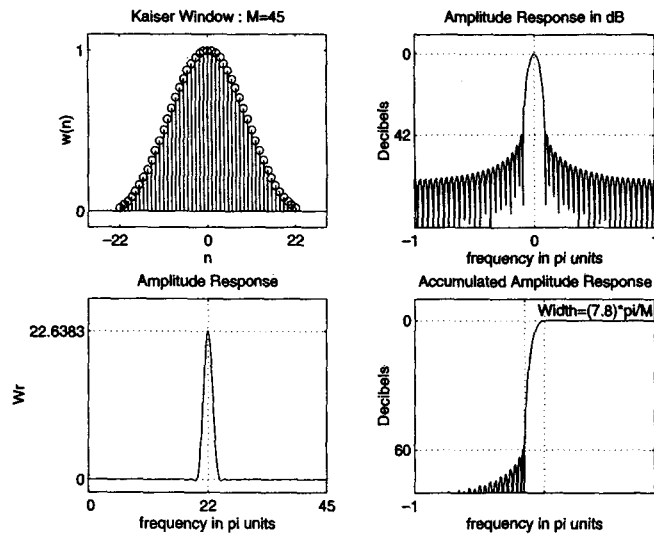 Kaiser Window : M=45
1
w(n)
0
-22
0
22
n
Amplitude Response in dB
0
Decibels
42
-1
0
1
frequency in pi units
Amplitude Response
22.6383
Wr
0
0
22
45
frequency in pi units
Accumulated Amplitude Response
Width=(7.8)*pi/M
0
Decibels
60
-1
1
frequency in pi units